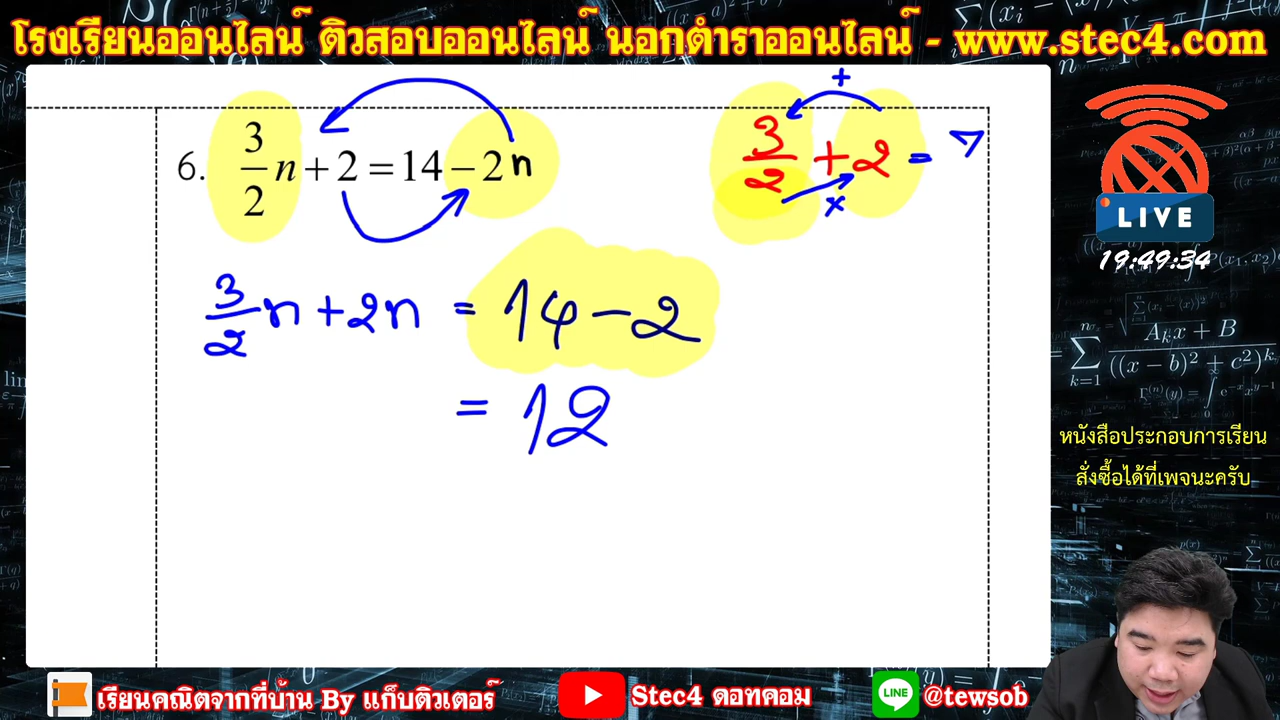 โรงเรียนออนไลน์ ติวสอบออนไลน์ นอกตำราออนไลน์ - www.stec4.com
6. 3/2 n + 2 = 14 − 2n
3/2 + 2 = 7
+
x
LIVE
19:49:34
3/2 n + 2n = 14 − 2
= 12
หนังสือประกอบการเรียน
สั่งซื้อได้ที่เพจนะครับ
เรียนคณิตจากที่บ้าน By แก็บติวเตอร์
Stec4 ดอทคอม
LINE
@tewsob